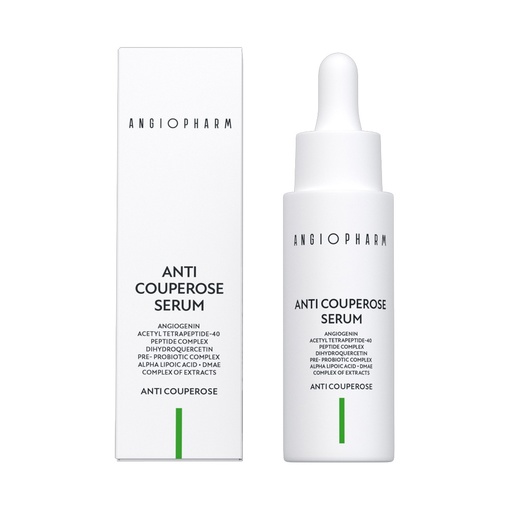 ANGIOPHARM
ANTI
COUPEROSE
SERUM
ANGIOGENIN
ACETYL TETRAPEPTIDE-40
PEPTIDE COMPLEX
DIHYDROQUERCETIN
PRE- PROBIOTIC COMPLEX
ALPHA LIPOIC ACID • DMAE
COMPLEX OF EXTRACTS
ANTI COUPEROSE
ANGIOPHARM
ANTI COUPEROSE
SERUM
ANGIOGENIN
ACETYL TETRAPEPTIDE-40
PEPTIDE COMPLEX
DIHYDROQUERCETIN
PRE- PROBIOTIC COMPLEX
ALPHA LIPOIC ACID • DMAE
COMPLEX OF EXTRACTS
ANTI COUPEROSE